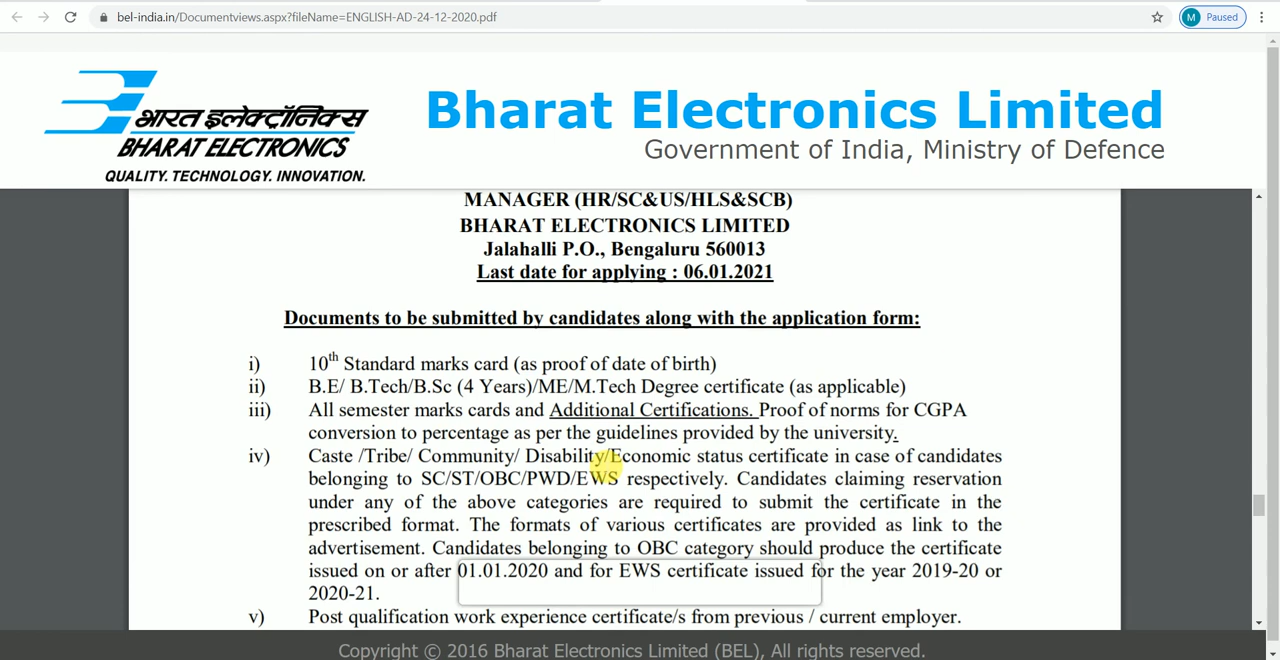 bel-india.in/Documentviews.aspx?fileName=ENGLISH-AD-24-12-2020.pdf
M Paused
भारत इलेक्ट्रॉनिक्स
BHARAT ELECTRONICS
QUALITY. TECHNOLOGY. INNOVATION.
Bharat Electronics Limited
Government of India, Ministry of Defence
MANAGER (HR/SC&US/HLS&SCB)
BHARAT ELECTRONICS LIMITED
Jalahalli P.O., Bengaluru 560013
Last date for applying : 06.01.2021
Documents to be submitted by candidates along with the application form:
i) 10th Standard marks card (as proof of date of birth)
ii) B.E/ B.Tech/B.Sc (4 Years)/ME/M.Tech Degree certificate (as applicable)
iii) All semester marks cards and Additional Certifications. Proof of norms for CGPA
conversion to percentage as per the guidelines provided by the university.
iv) Caste /Tribe/ Community/ Disability/Economic status certificate in case of candidates
belonging to SC/ST/OBC/PWD/EWS respectively. Candidates claiming reservation
under any of the above categories are required to submit the certificate in the
prescribed format. The formats of various certificates are provided as link to the
advertisement. Candidates belonging to OBC category should produce the certificate
issued on or after 01.01.2020 and for EWS certificate issued for the year 2019-20 or
2020-21.
v) Post qualification work experience certificate/s from previous / current employer.
Copyright © 2016 Bharat Electronics Limited (BEL), All rights reserved.